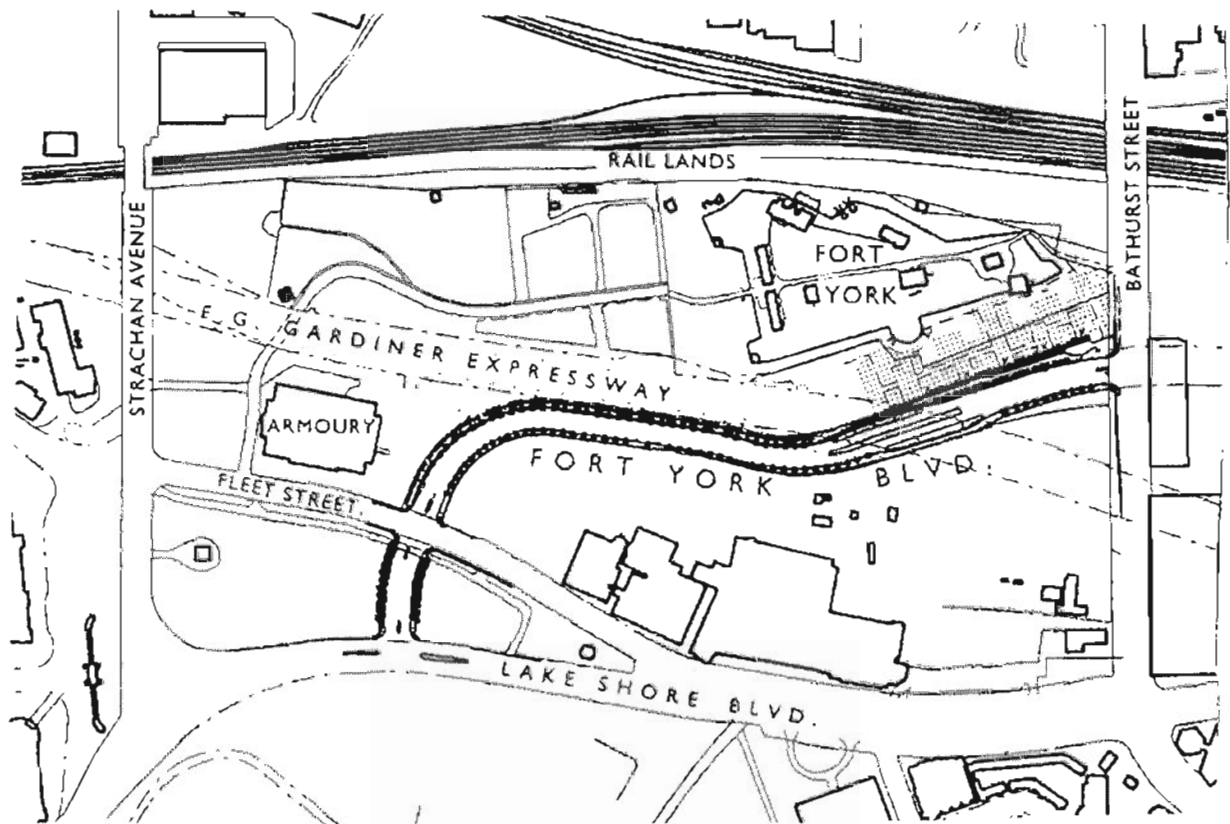 RAIL LANDS
BATHURST STREET
STRACHAN AVENUE
FORT
YORK
E. G. GARDINER EXPRESSWAY
ARMOURY
FORT YORK BLVD.
FLEET STREET.
LAKE SHORE BLVD.